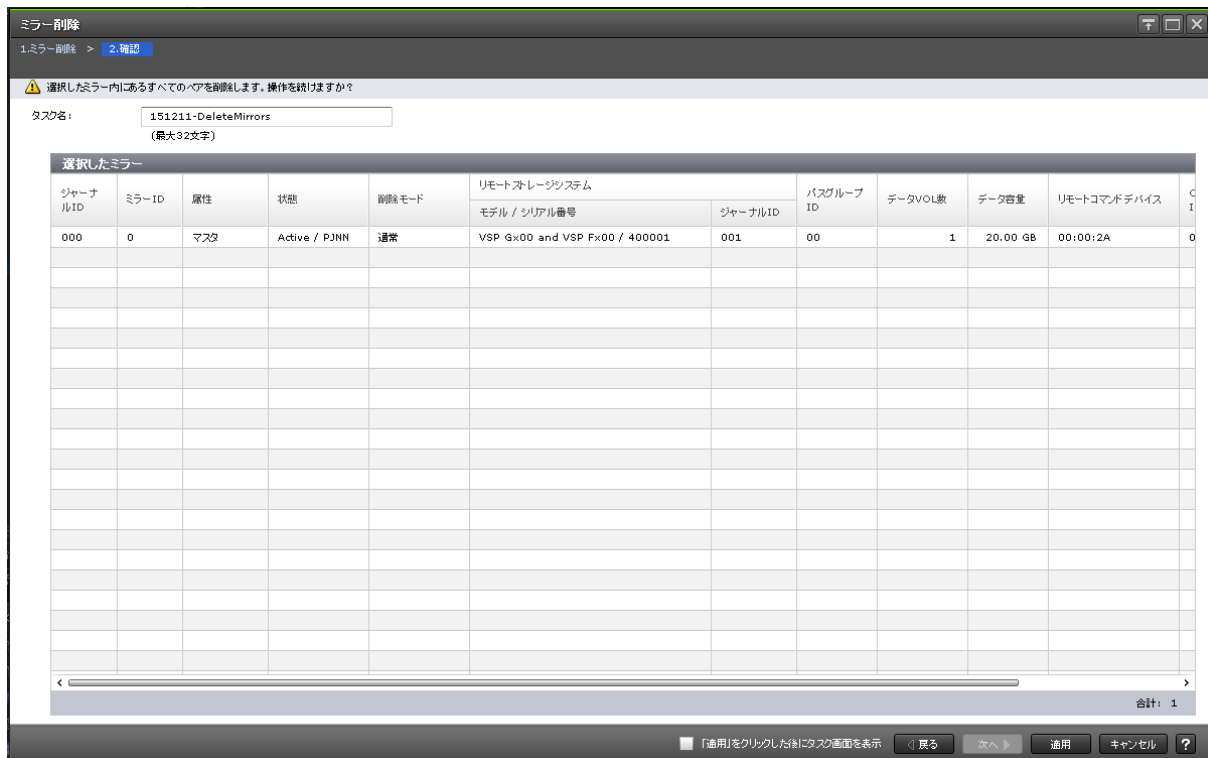 ミラー削除
1.ミラー削除 > 2.確認
選択したミラー内にあるすべてのペアを削除します。操作を続けますか?
タスク名: 151211-DeleteMirrors
(最大32文字)
選択したミラー
ジャーナルID ミラーID 属性 状態 削除モード リモートストレージシステム パスグループID データVOL数 データ容量 リモートコマンドデバイス
モデル / シリアル番号 ジャーナルID
000 0 マスタ Active / PJNN 通常 VSP Gx00 and VSP Fx00 / 400001 001 00 1 20.00 GB 00:00:2A
合計: 1
「適用」をクリックした後にタスク画面を表示 戻る 次へ 適用 キャンセル ?